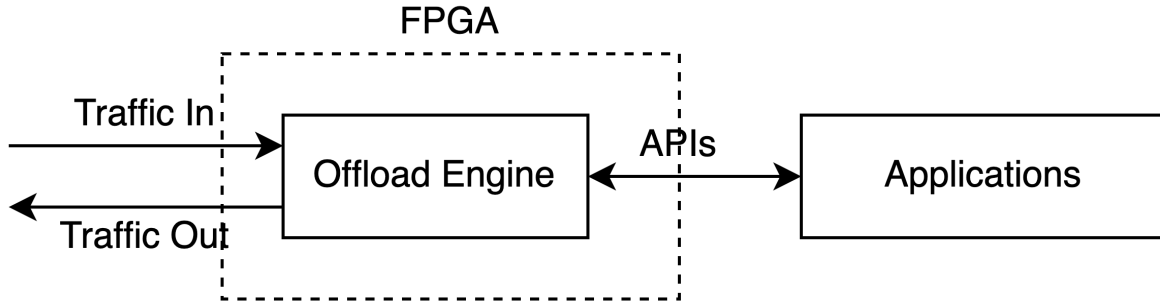 FPGA
Traffic In
Offload Engine
APIs
Applications
Traffic Out